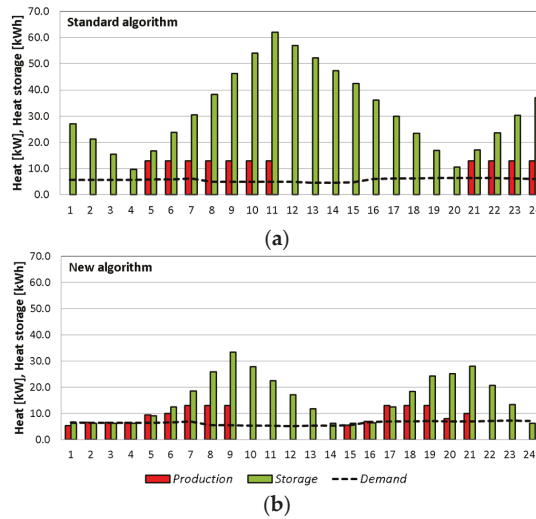 Standard algorithm
Heat [kW], Heat storage [kWh]
70.0
60.0
50.0
40.0
30.0
20.0
10.0
0.0
1 2 3 4 5 6 7 8 9 10 11 12 13 14 15 16 17 18 19 20 21 22 23 24
(a)
New algorithm
Heat [kW], Heat storage [kWh]
70.0
60.0
50.0
40.0
30.0
20.0
10.0
0.0
1 2 3 4 5 6 7 8 9 10 11 12 13 14 15 16 17 18 19 20 21 22 23 24
Production Storage Demand
(b)